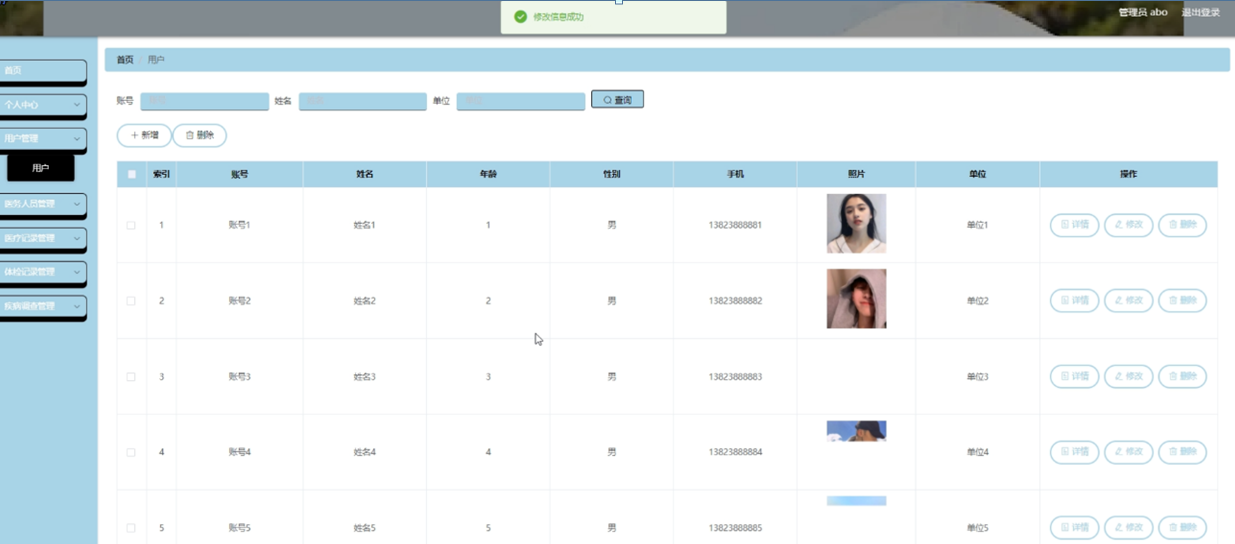 修改信息成功
管理员 abo 退出登录
首页 用户
首页
个人中心
用户管理
用户
医务人员管理
医疗记录管理
体检记录管理
疾病调查管理
账号 姓名 单位 查询
新增 删除
索引 账号 姓名 年龄 性别 手机 照片 单位 操作
1 账号1 姓名1 1 男 13823888881 单位1 详情 修改 删除
2 账号2 姓名2 2 男 13823888882 单位2 详情 修改 删除
3 账号3 姓名3 3 男 13823888883 单位3 详情 修改 删除
4 账号4 姓名4 4 男 13823888884 单位4 详情 修改 删除
5 账号5 姓名5 5 男 13823888885 单位5 详情 修改 删除